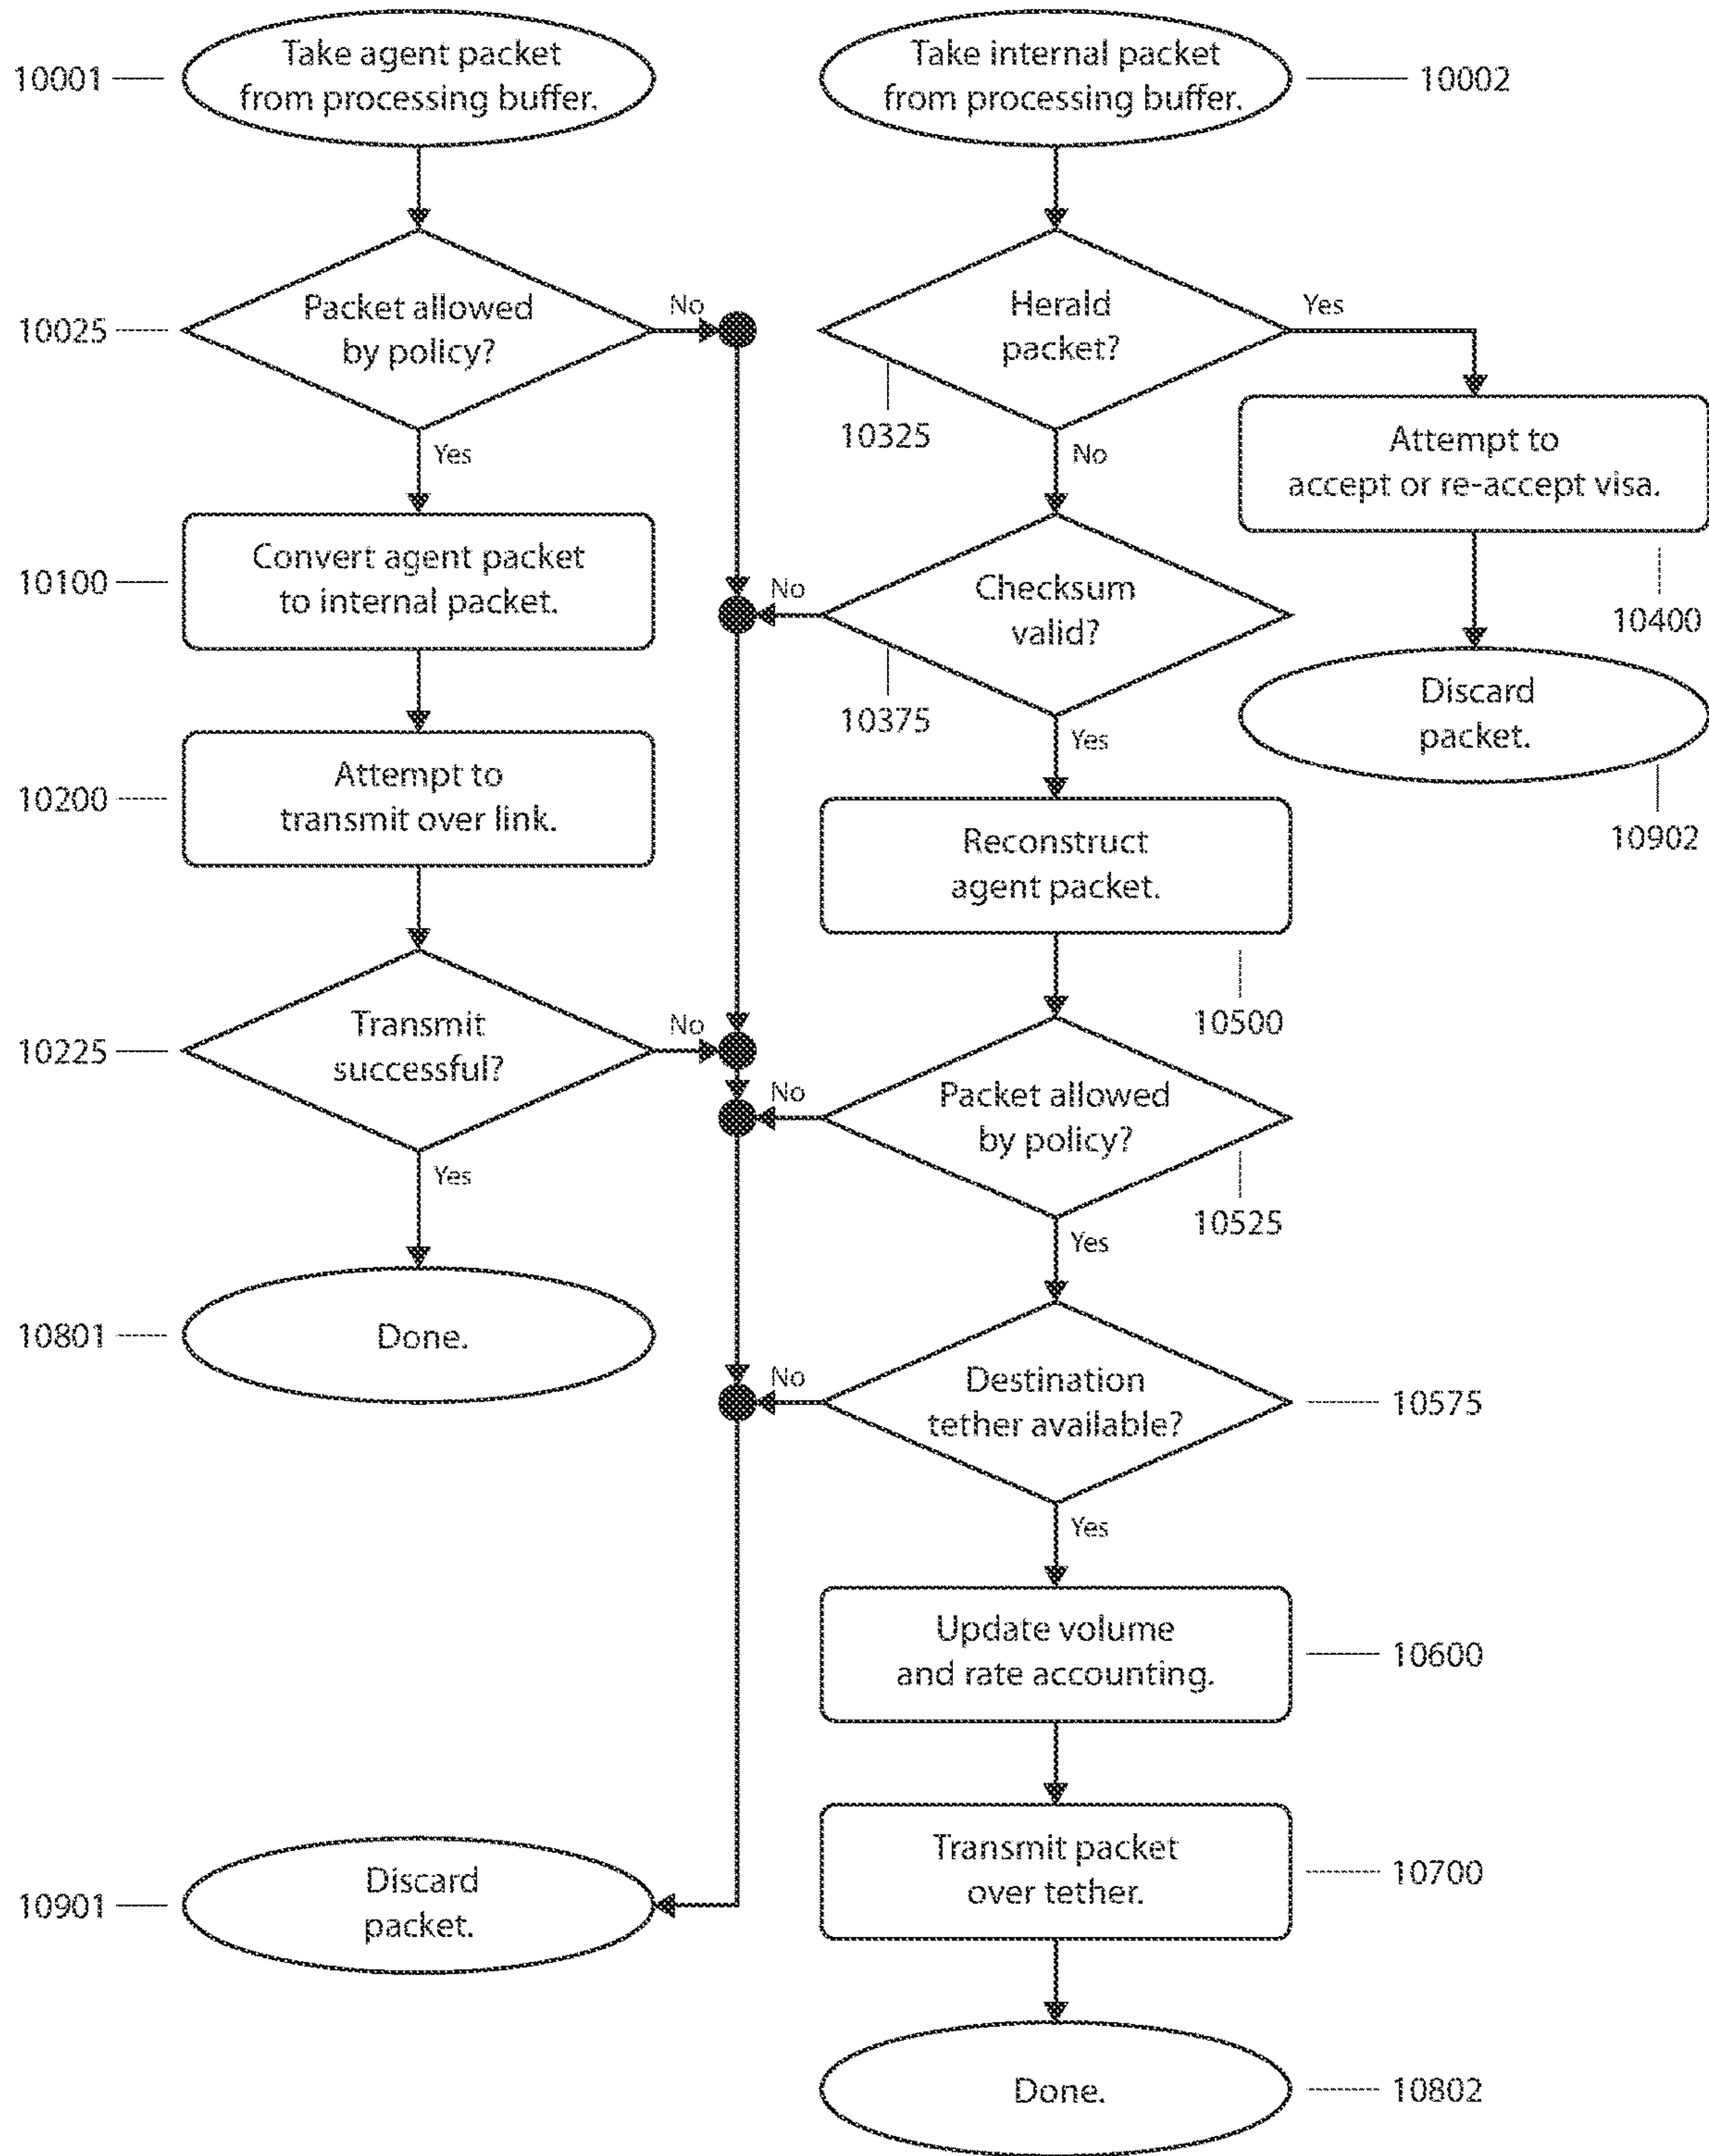 10001
Take agent packet
from processing buffer.
Take internal packet
from processing buffer.
10002
10025
Packet allowed
by policy?
No
Yes
Herald
packet?
Yes
10325
No
Attempt to
accept or re-accept visa.
10400
10100
Convert agent packet
to internal packet.
No
Checksum
valid?
10375
Yes
Discard
packet.
10902
10200
Attempt to
transmit over link.
Reconstruct
agent packet.
10500
10225
Transmit
successful?
No
Yes
No
Packet allowed
by policy?
10525
Yes
10801
Done.
No
Destination
tether available?
10575
Yes
Update volume
and rate accounting.
10600
10901
Discard
packet.
Transmit packet
over tether.
10700
Done.
10802